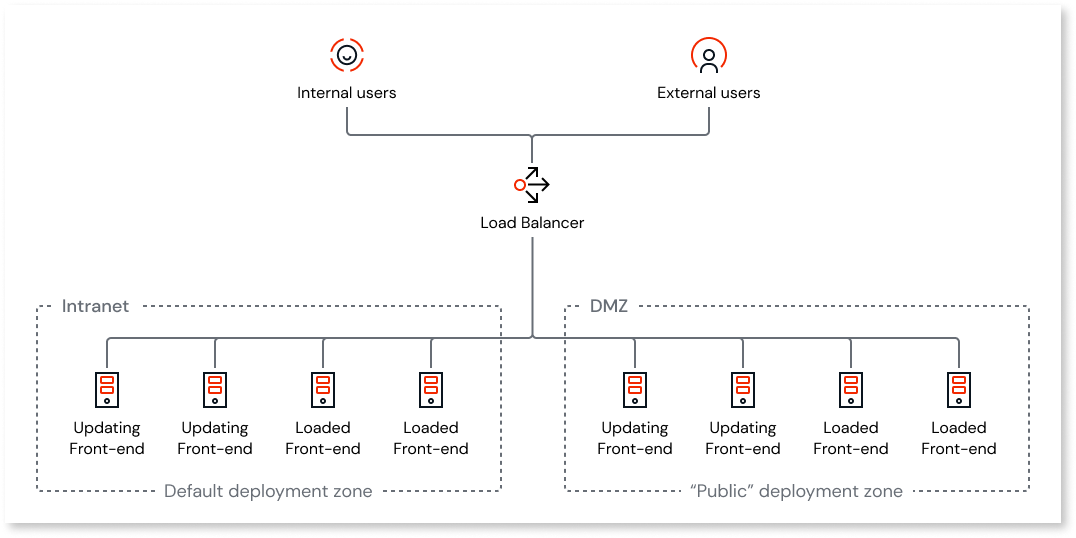 Internal users
External users
Load Balancer
Intranet
DMZ
Updating
Front-end
Updating
Front-end
Loaded
Front-end
Loaded
Front-end
Updating
Front-end
Updating
Front-end
Loaded
Front-end
Loaded
Front-end
Default deployment zone
“Public” deployment zone